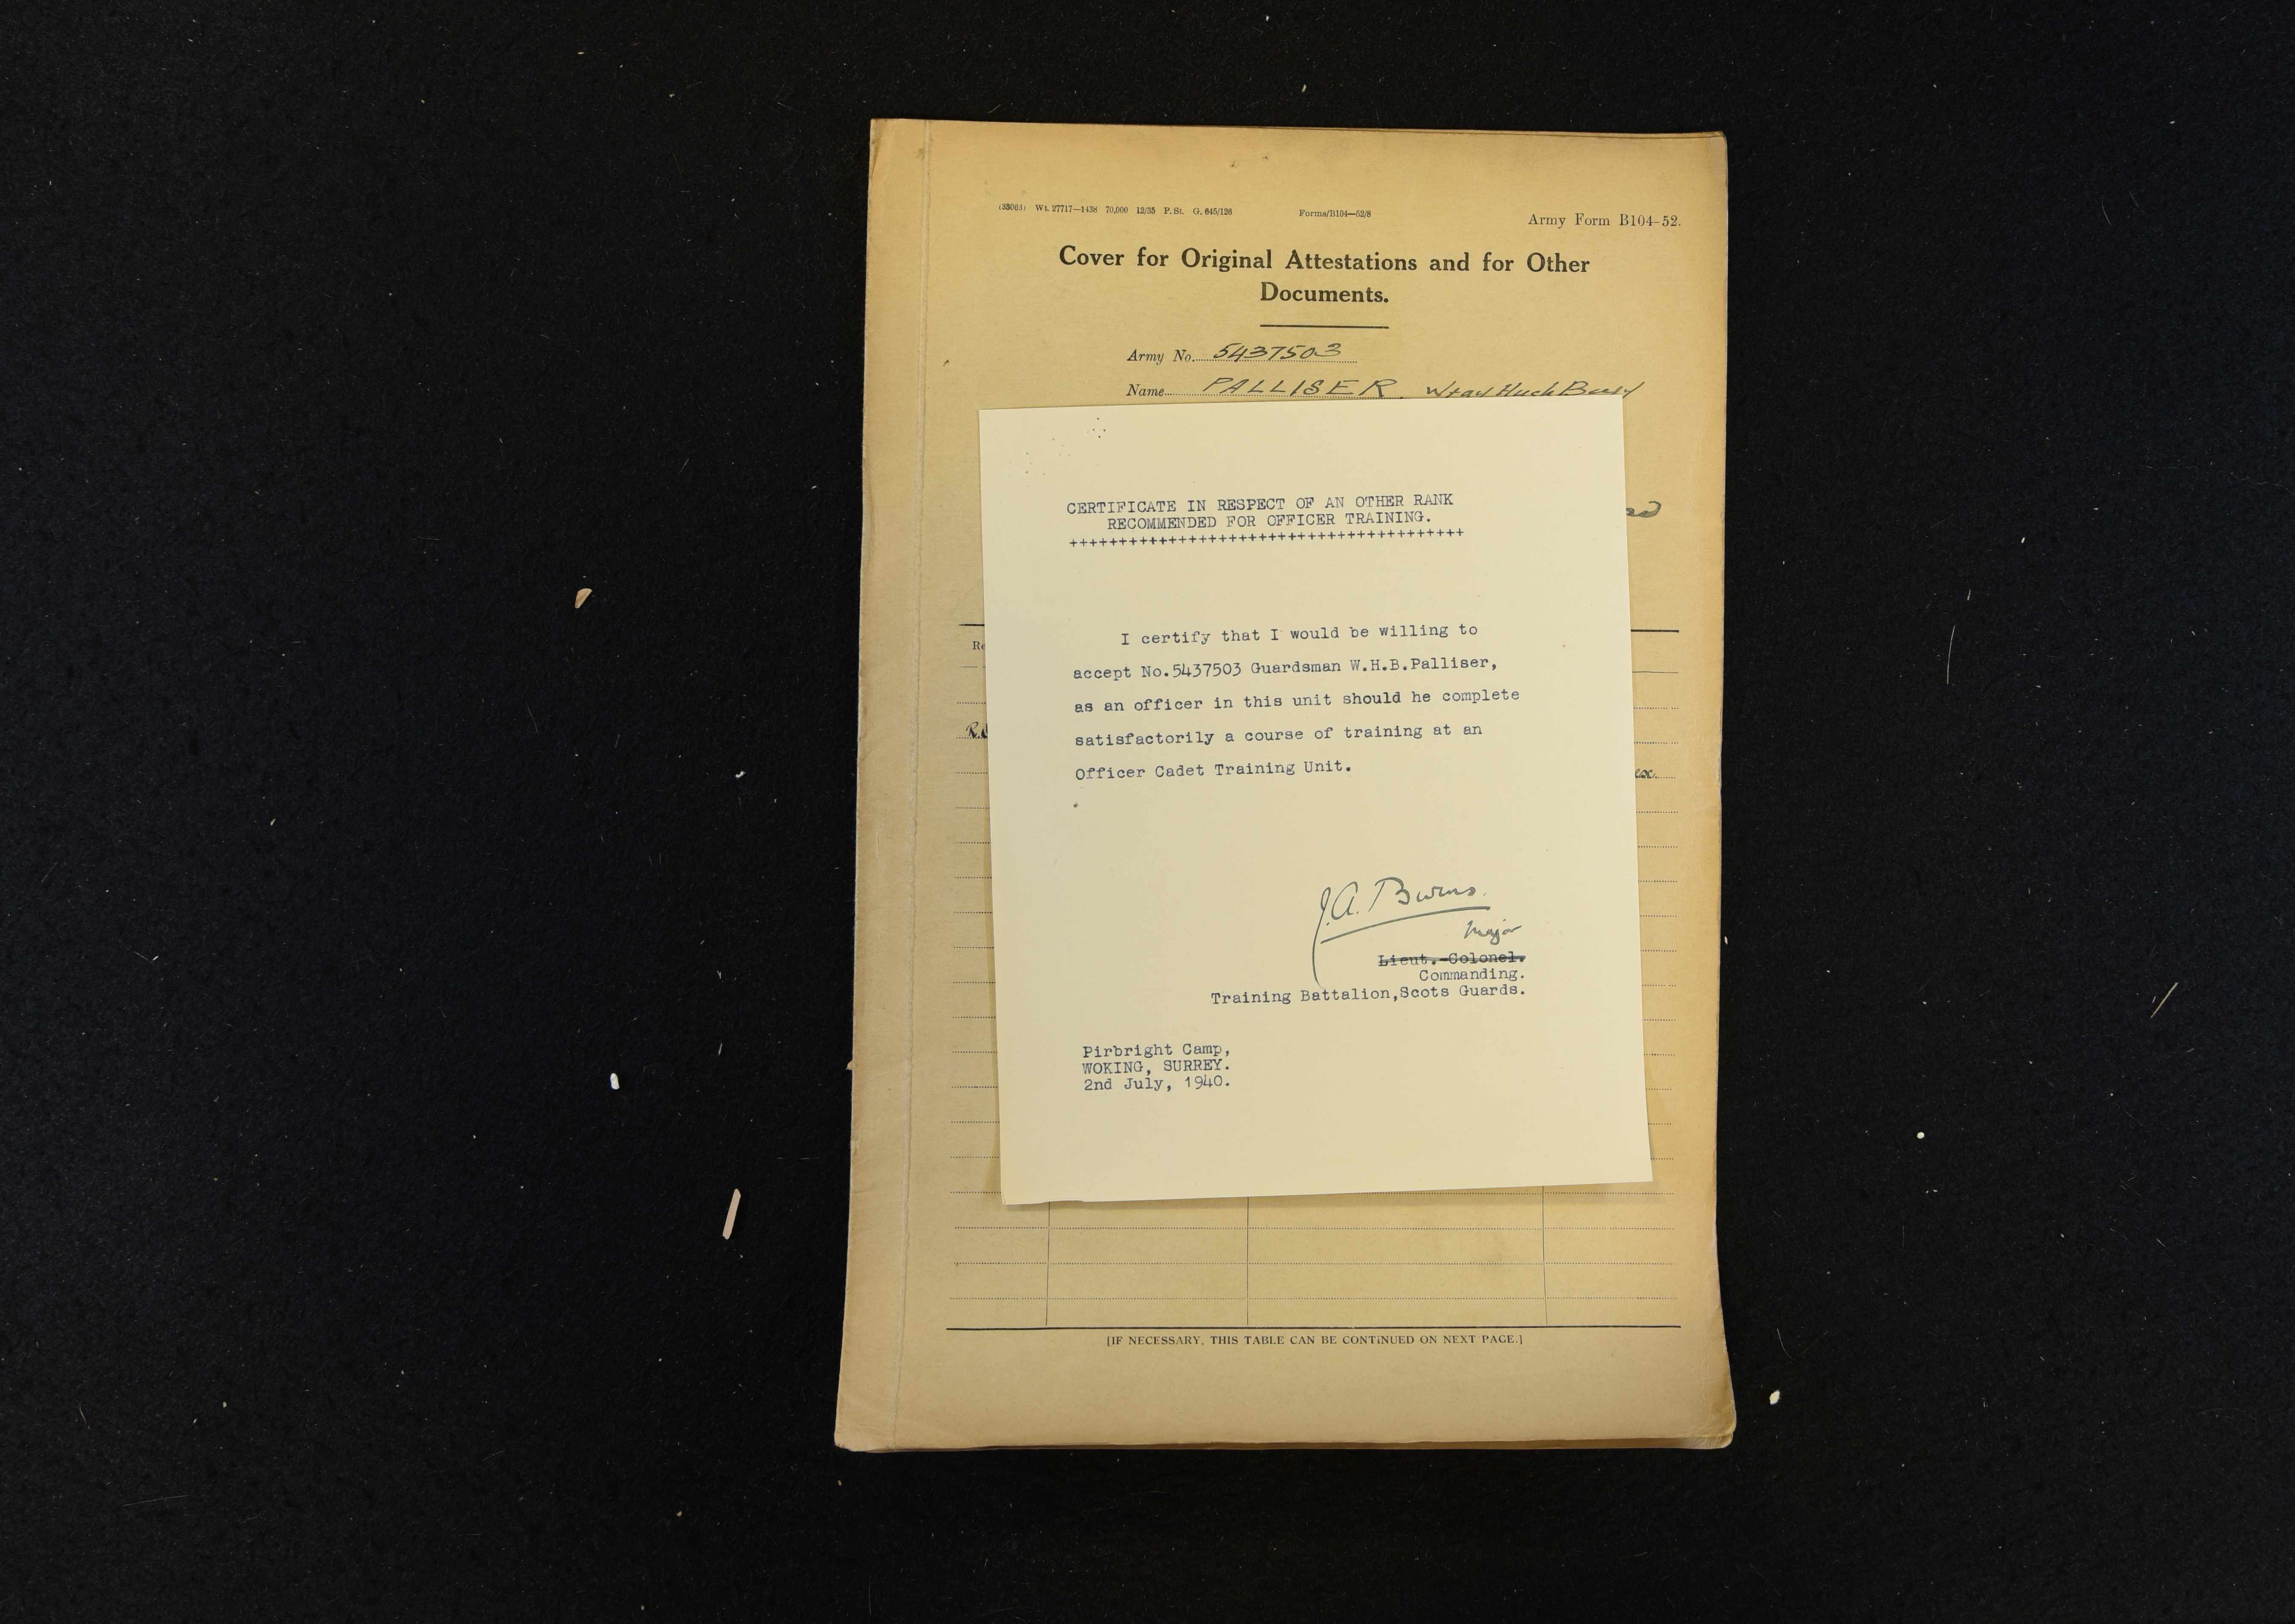 (33063) Wt. 27717—1438 70,000 12/35 P. St. G. 645/126 Forms/B104—52/8
Army Form B104-52.
Cover for Original Attestations and for Other
Documents.
Army No. 5437503
Name PALLISER, Wray Hugh
CERTIFICATE IN RESPECT OF AN OTHER RANK
RECOMMENDED FOR OFFICER TRAINING.
++++++++++++++++++++++++++++++++++++++++
I certify that I would be willing to
accept No.5437503 Guardsman W.H.B.Palliser,
as an officer in this unit should he complete
satisfactorily a course of training at an
Officer Cadet Training Unit.
J.A. Burns.
Major
Lieut.-Colonel.
Commanding.
Training Battalion,Scots Guards.
Pirbright Camp,
WOKING, SURREY.
2nd July, 1940.
[IF NECESSARY, THIS TABLE CAN BE CONTINUED ON NEXT PAGE.]